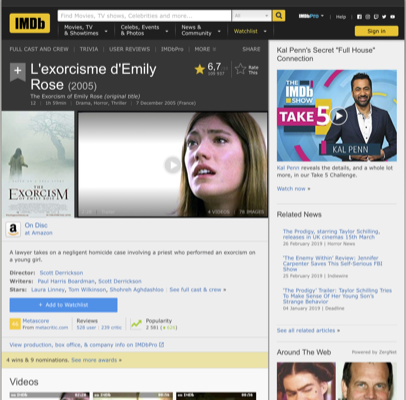 IMDb
Find Movies, TV shows, Celebrities and more...
All
IMDbPro
Help
Movies, TV
& Showtimes
Celebs, Events
& Photos
News &
Community
Watchlist
Sign in
FULL CAST AND CREW | TRIVIA | USER REVIEWS | IMDbPro | MORE
SHARE
L'exorcisme d'Emily
Rose (2005)
6,7
Rate
This
The Exorcism of Emily Rose (original title)
12 | 1h 59min | Drama, Horror, Thriller | 7 December 2005 (France)
THE
EXORCISM
OF EMILY ROSE
4 VIDEOS
On Disc
at Amazon
A lawyer takes on a negligent homicide case involving a priest who performed an exorcism on
a young girl.
Director: Scott Derrickson
Writers: Paul Harris Boardman, Scott Derrickson
Stars: Laura Linney, Tom Wilkinson, Shohreh Aghdashloo | See full cast & crew »
+ Add to Watchlist
Metascore
From metacritic.com
Reviews
528 user | 239 critic
Popularity
2 581
View production, box office, & company info on IMDbPro
4 wins & 9 nominations. See more awards »
Videos
Kal Penn's Secret "Full House"
Connection
THE
IMDb
SHOW
TAKE 5
KAL PENN
Kal Penn reveals the details, and a whole lot
more, in our Take 5 Challenge.
Watch now »
Related News
The Prodigy, starring Taylor Schilling,
releases in UK cinemas 15th March
26 February 2019 | Horror News
'The Enemy Within' Review: Jennifer
Carpenter Saves This Self-Serious FBI
Show
25 February 2019 | Indiewire
'The Prodigy' Trailer: Taylor Schilling Tries
To Make Sense Of Her Young Son's
Strange Behavior
04 January 2019 | Deadline
See all related articles »
Around The Web
Powered by ZergNet